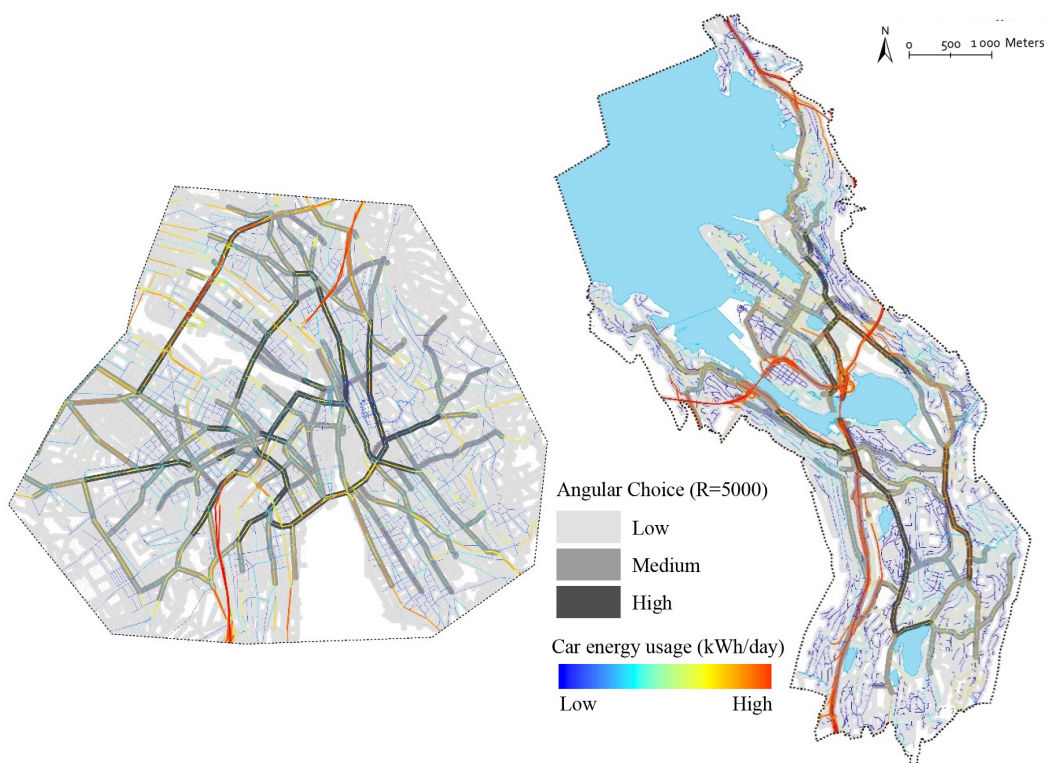 N
0 500 1 000 Meters
Angular Choice (R=5000)
Low
Medium
High
Car energy usage (kWh/day)
Low High